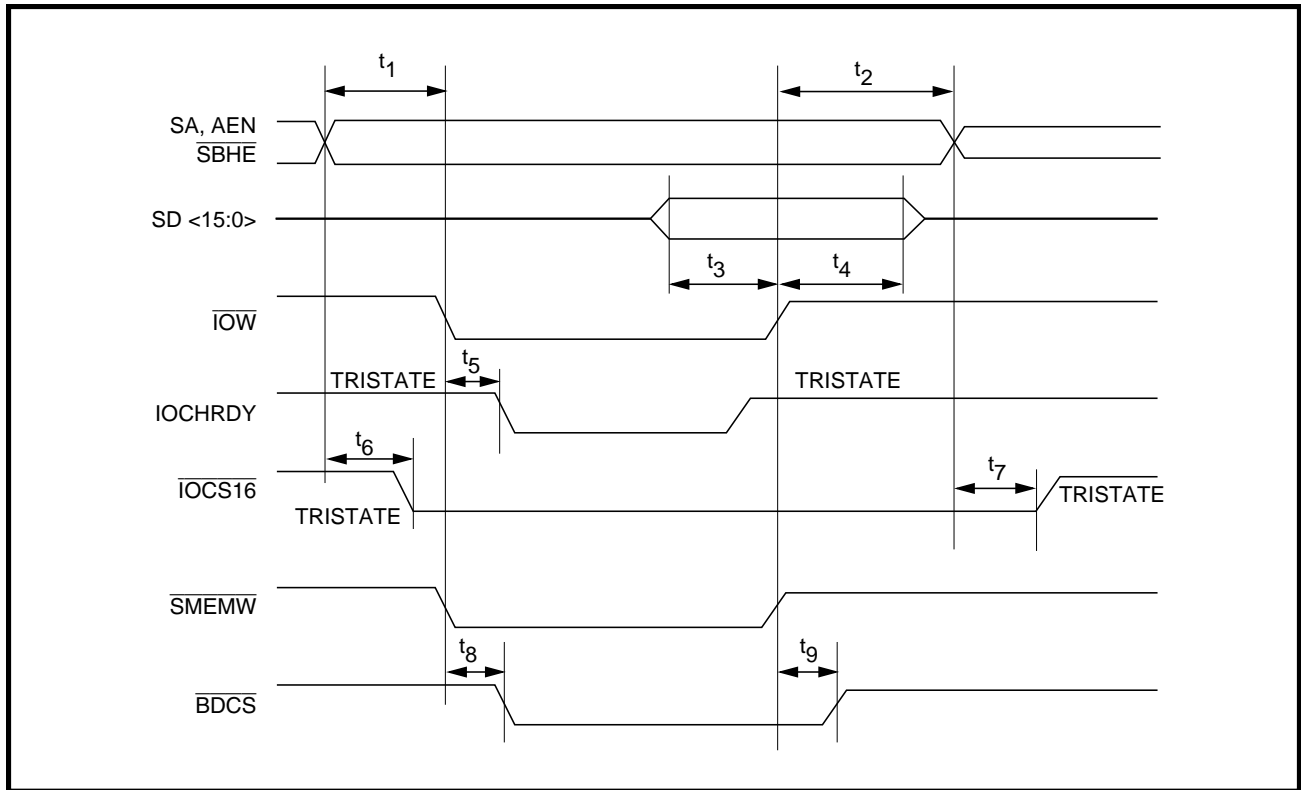 t1
t2
SA, AEN
SBHE
SD <15:0>
t3
t4
IOW
t5
TRISTATE
TRISTATE
IOCHRDY
t6
IOCS16
t7
TRISTATE
TRISTATE
SMEMW
t8
t9
BDCS